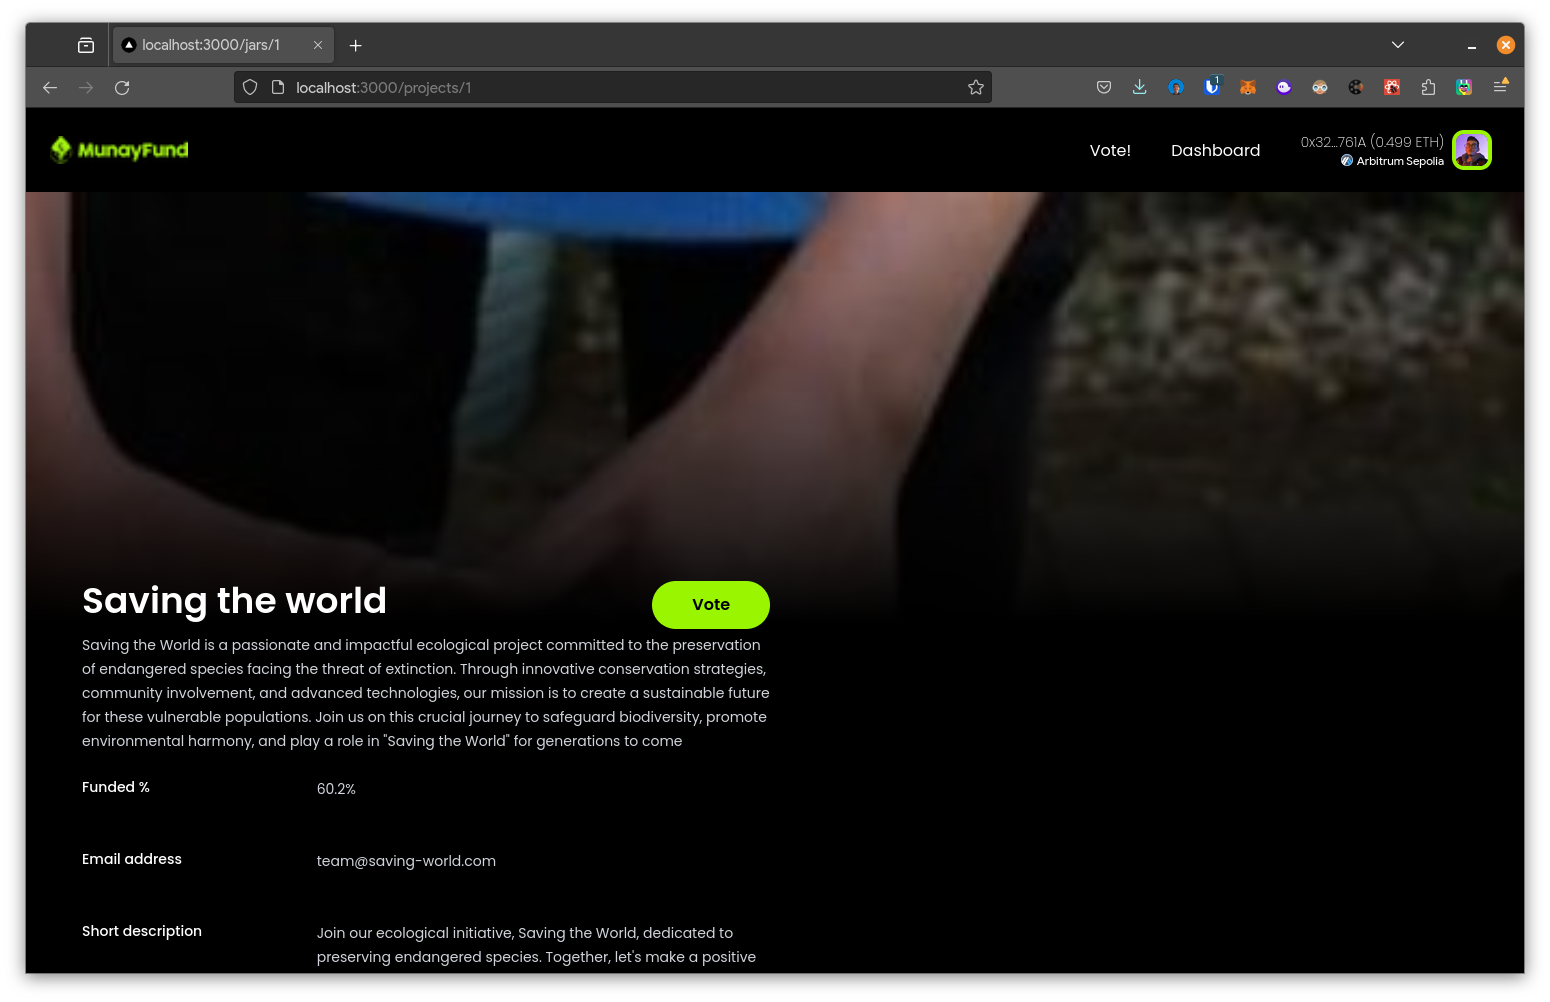 localhost:3000/jars/1
localhost:3000/projects/1
1
MunayFund
Vote!
Dashboard
0x32...761A (0.499 ETH)
Arbitrum Sepolia
Saving the world
Vote
Saving the World is a passionate and impactful ecological project committed to the preservation
of endangered species facing the threat of extinction. Through innovative conservation strategies,
community involvement, and advanced technologies, our mission is to create a sustainable future
for these vulnerable populations. Join us on this crucial journey to safeguard biodiversity, promote
environmental harmony, and play a role in "Saving the World" for generations to come
Funded %
60.2%
Email address
team@saving-world.com
Short description
Join our ecological initiative, Saving the World, dedicated to
preserving endangered species. Together, let's make a positive